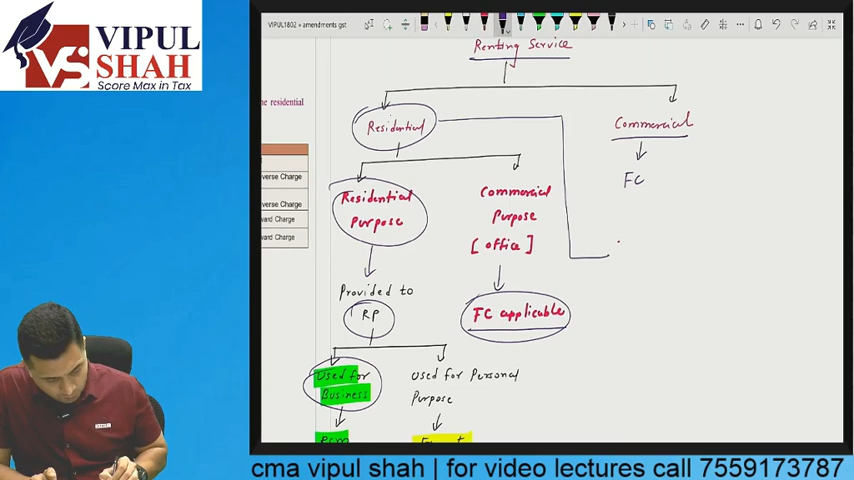 VIPUL
SHAH
Score Max in Tax
VIPUL1802 + amendments gst
he residential
verse Charge
verse Charge
ward Charge
ward Charge
Renting Service
Residential
Commercial
FC
Residential
Purpose
Commercial
Purpose
[office]
Provided to
RP
FC applicable
Used for
Business
Used for Personal
Purpose
RCM
cma vipul shah | for video lectures call 7559173787